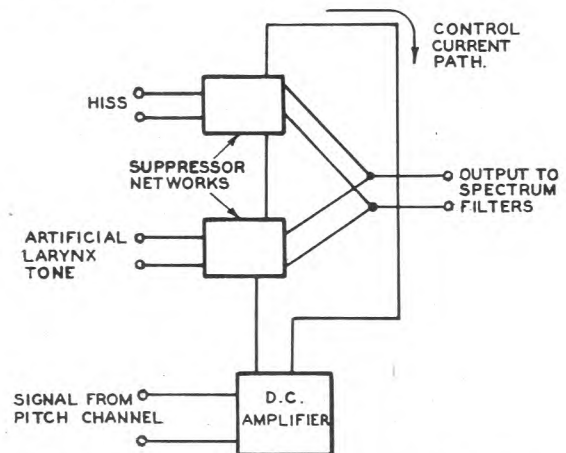 CONTROL
CURRENT
PATH.
HISS
SUPPRESSOR
NETWORKS
OUTPUT TO
SPECTRUM
FILTERS
ARTIFICIAL
LARYNX
TONE
SIGNAL FROM
PITCH CHANNEL
D.C.
AMPLIFIER